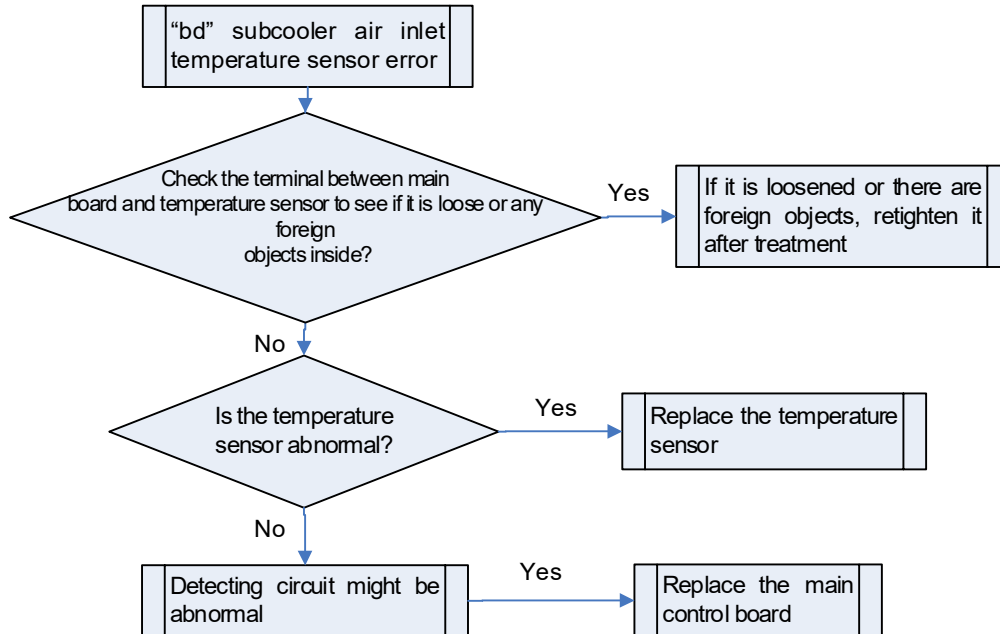 “bd” subcooler air inlet
temperature sensor error
Check the terminal between main
board and temperature sensor to see if it is loose or any
foreign
objects inside?
Yes
If it is loosened or there are
foreign objects, retighten it
after treatment
No
Is the temperature
sensor abnormal?
Yes
Replace the temperature
sensor
No
Detecting circuit might be
abnormal
Yes
Replace the main
control board